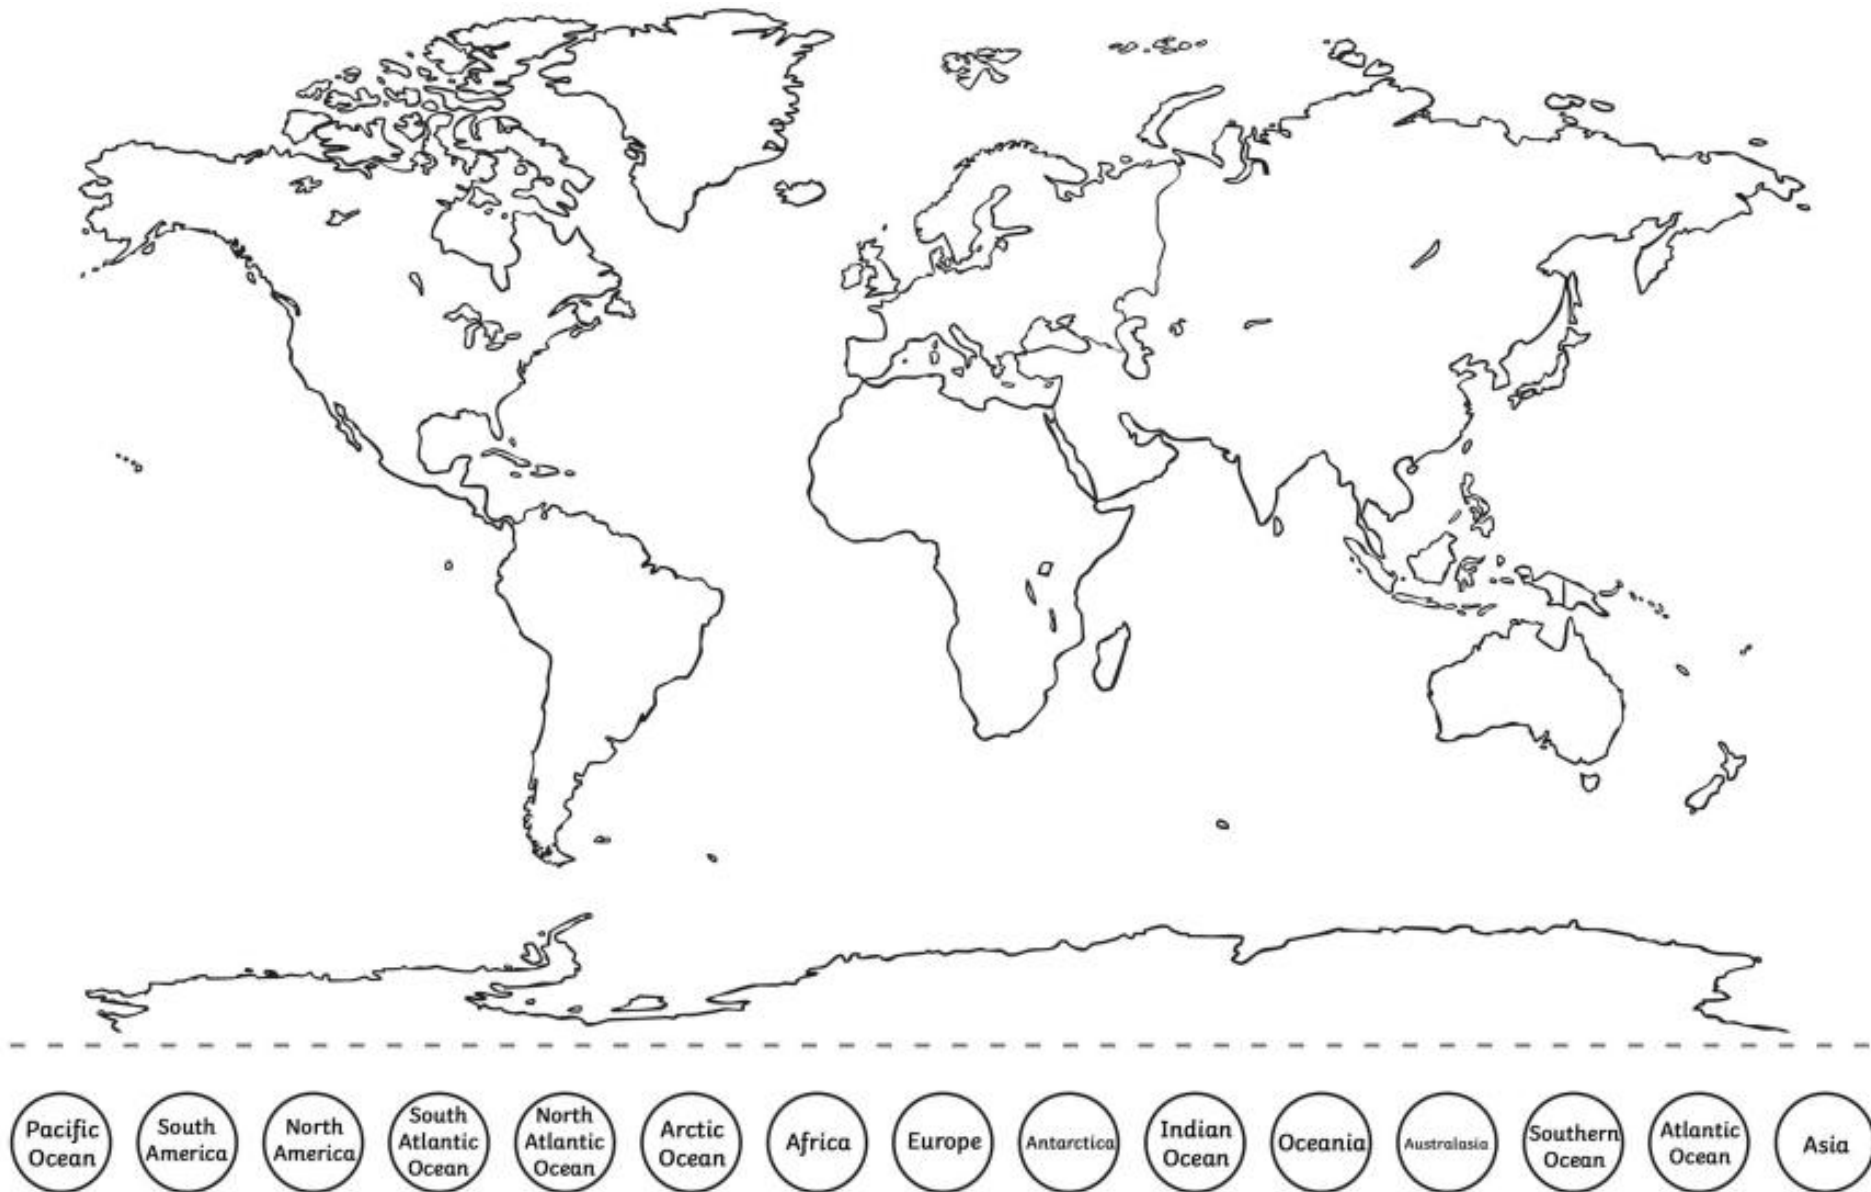 Pacific
Ocean
South
America
North
America
South
Atlantic
Ocean
North
Atlantic
Ocean
Arctic
Ocean
Africa
Europe
Antarctica
Indian
Ocean
Oceania
Australasia
Southern
Ocean
Atlantic
Ocean
Asia